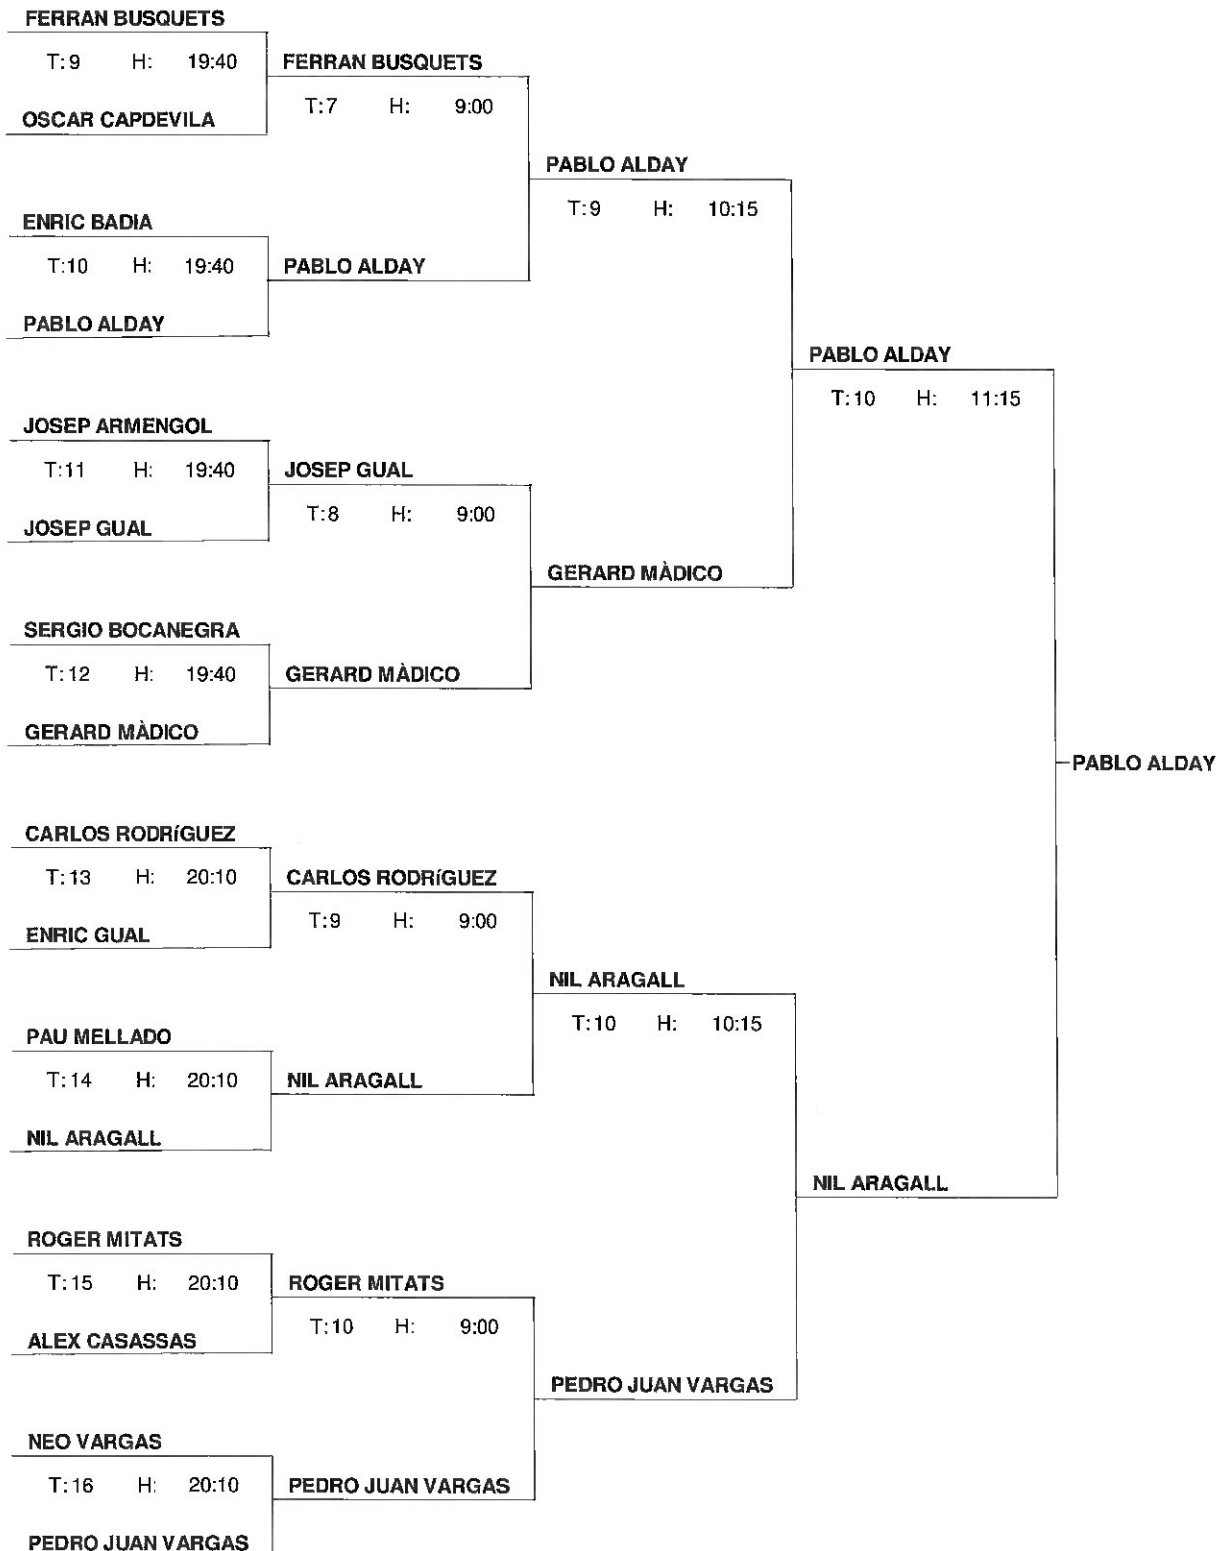 FERRAN BUSQUETS
T:9 H: 19:40
FERRAN BUSQUETS
OSCAR CAPDEVILA
T:7 H: 9:00
PABLO ALDAY
ENRIC BADIA
T:9 H: 10:15
T:10 H: 19:40
PABLO ALDAY
PABLO ALDAY
PABLO ALDAY
T:10 H: 11:15
JOSEP ARMENGOL
T:11 H: 19:40
JOSEP GUAL
JOSEP GUAL
T:8 H: 9:00
GERARD MÀDICO
SERGIO BOCANEGRA
T:12 H: 19:40
GERARD MÀDICO
GERARD MÀDICO
PABLO ALDAY
CARLOS RODRíGUEZ
T:13 H: 20:10
CARLOS RODRíGUEZ
ENRIC GUAL
T:9 H: 9:00
NIL ARAGALL
PAU MELLADO
T:10 H: 10:15
T:14 H: 20:10
NIL ARAGALL
NIL ARAGALL
NIL ARAGALL
ROGER MITATS
T:15 H: 20:10
ROGER MITATS
ALEX CASASSAS
T:10 H: 9:00
PEDRO JUAN VARGAS
NEO VARGAS
T:16 H: 20:10
PEDRO JUAN VARGAS
PEDRO JUAN VARGAS